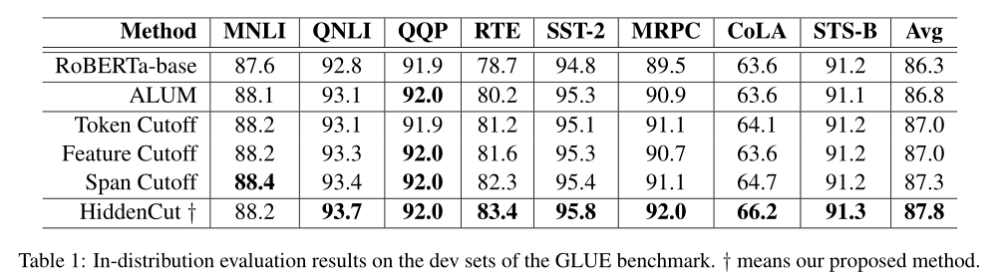 Method MNLI QNLI QQP RTE SST-2 MRPC CoLA STS-B Avg
RoBERTa-base 87.6 92.8 91.9 78.7 94.8 89.5 63.6 91.2 86.3
ALUM 88.1 93.1 92.0 80.2 95.3 90.9 63.6 91.1 86.8
Token Cutoff 88.2 93.1 91.9 81.2 95.1 91.1 64.1 91.2 87.0
Feature Cutoff 88.2 93.3 92.0 81.6 95.3 90.7 63.6 91.2 87.0
Span Cutoff 88.4 93.4 92.0 82.3 95.4 91.1 64.7 91.2 87.3
HiddenCut † 88.2 93.7 92.0 83.4 95.8 92.0 66.2 91.3 87.8
Table 1: In-distribution evaluation results on the dev sets of the GLUE benchmark. † means our proposed method.